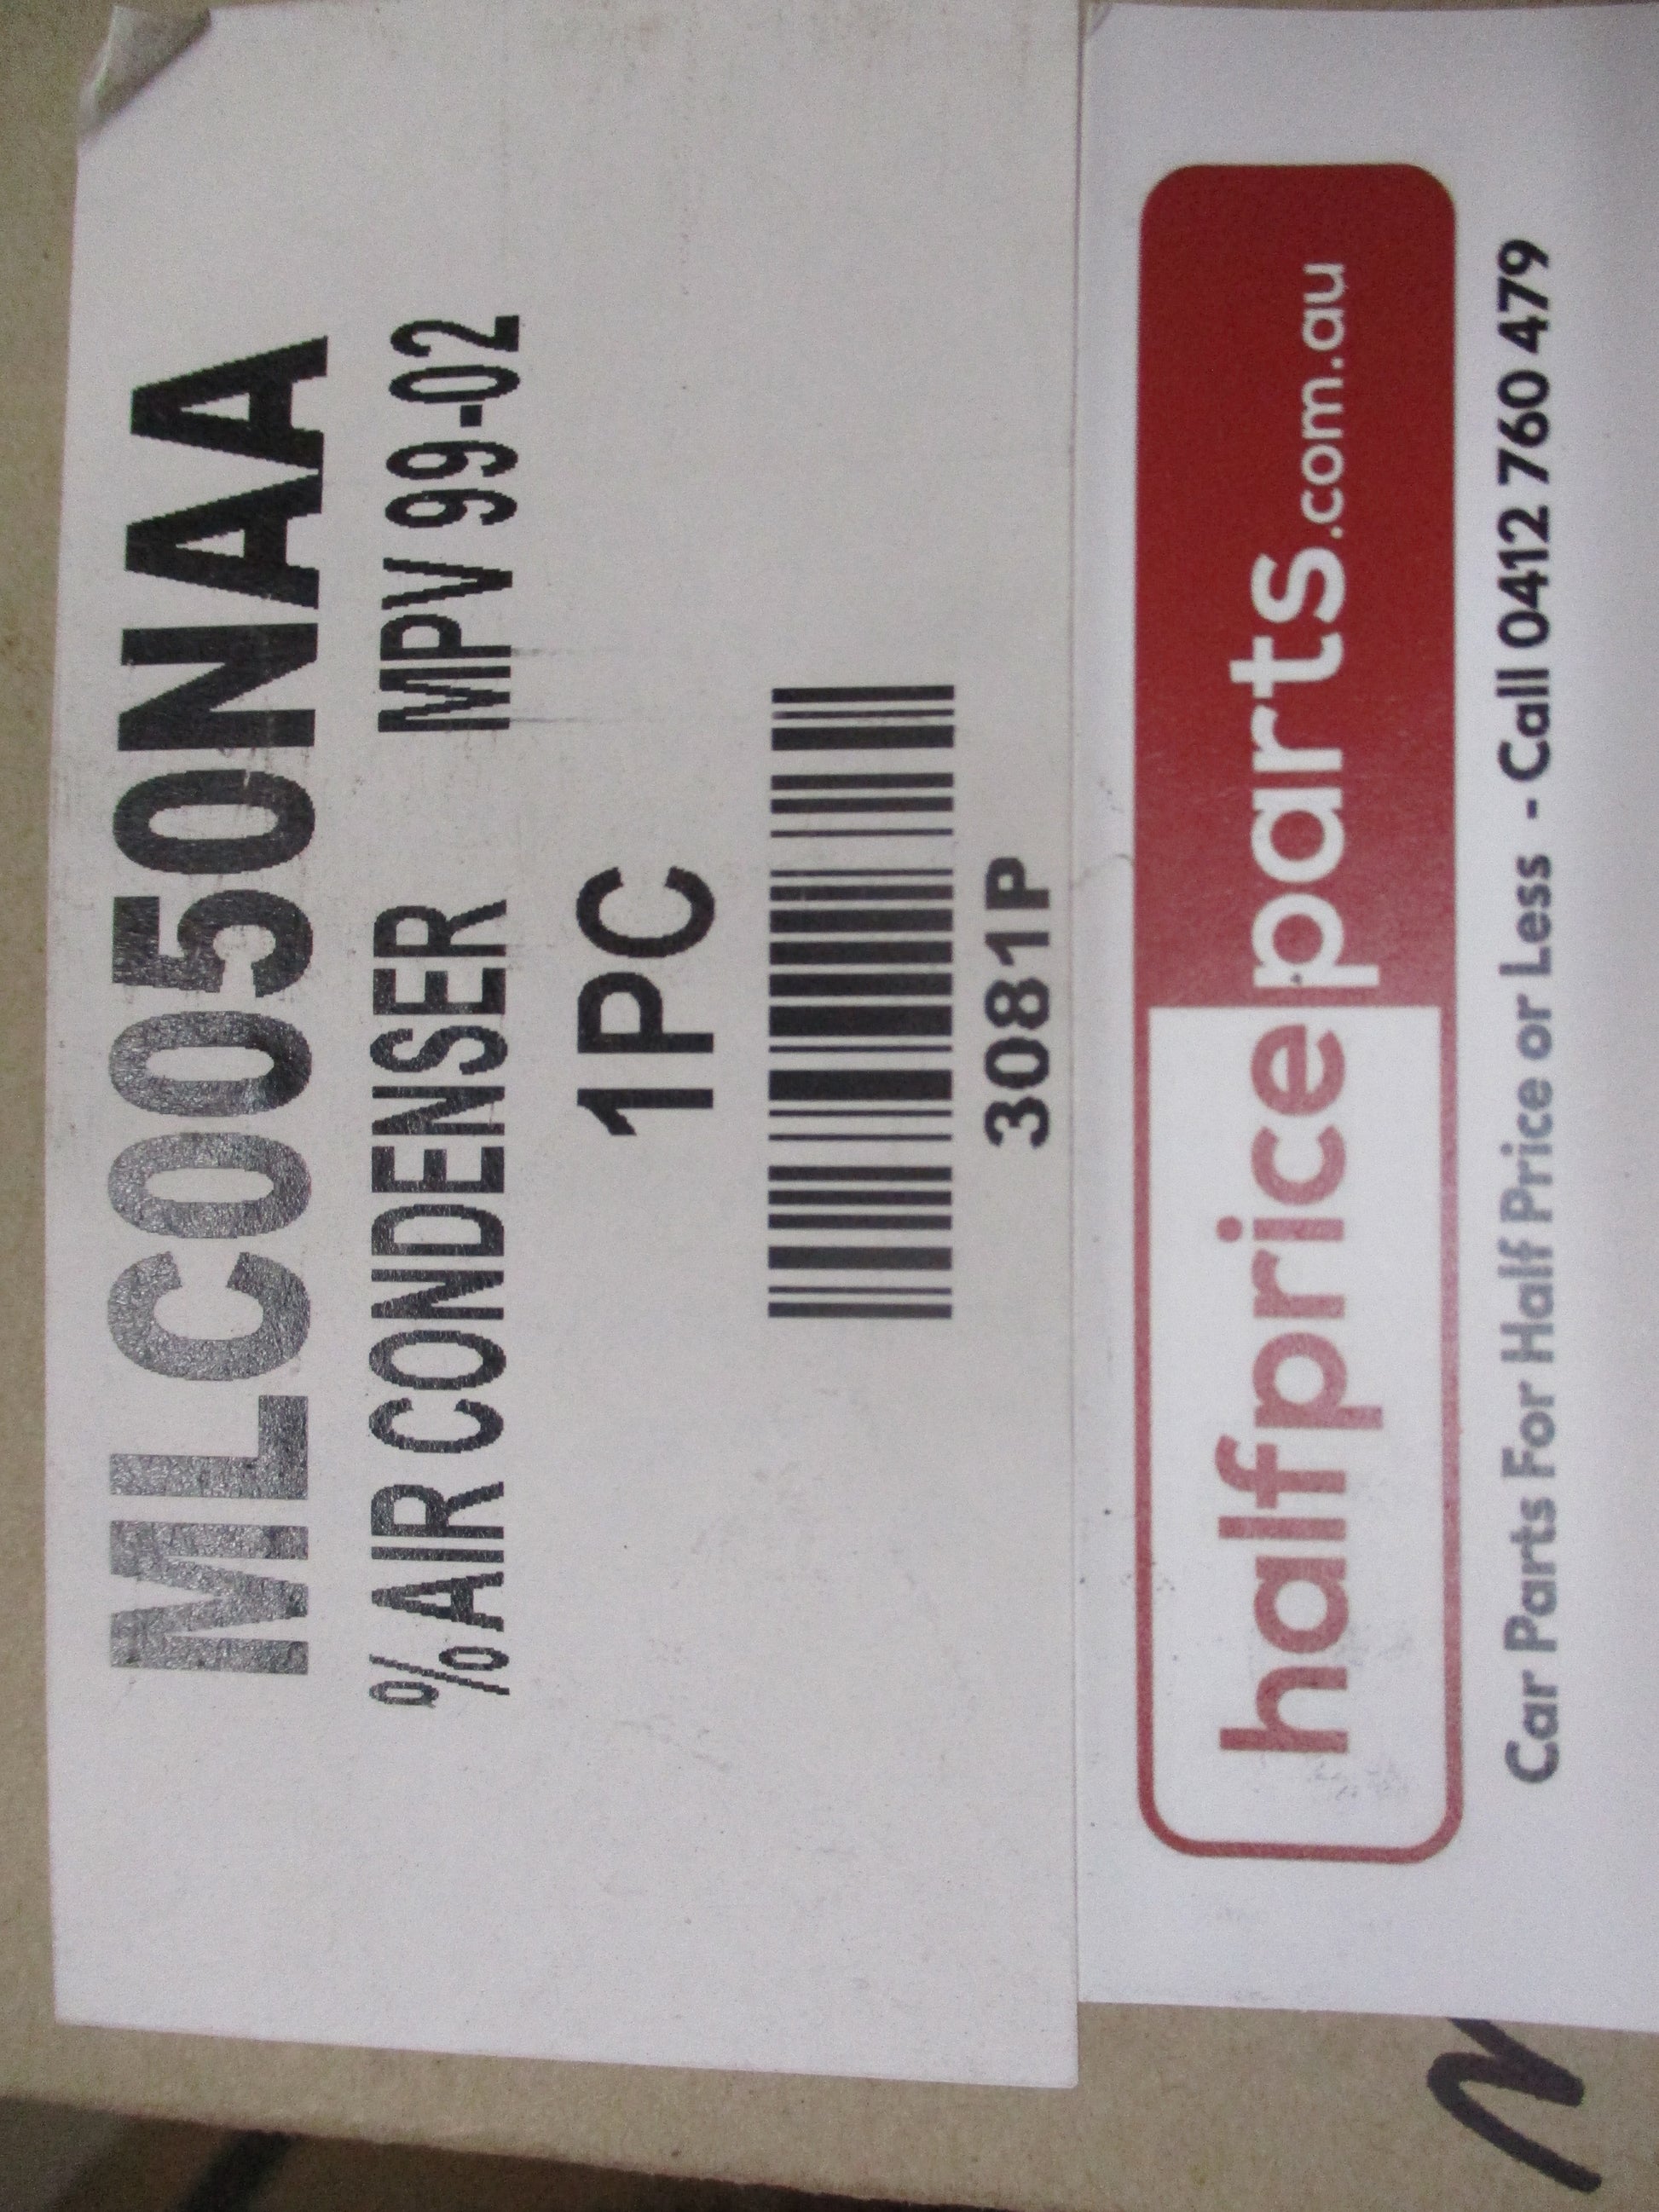 MLC0050NAA
%AIR CONDENSER MPV 99-02
1PC
3081P
halfpriceparts.com.au
Car Parts For Half Price or Less - Call 0412 760 479